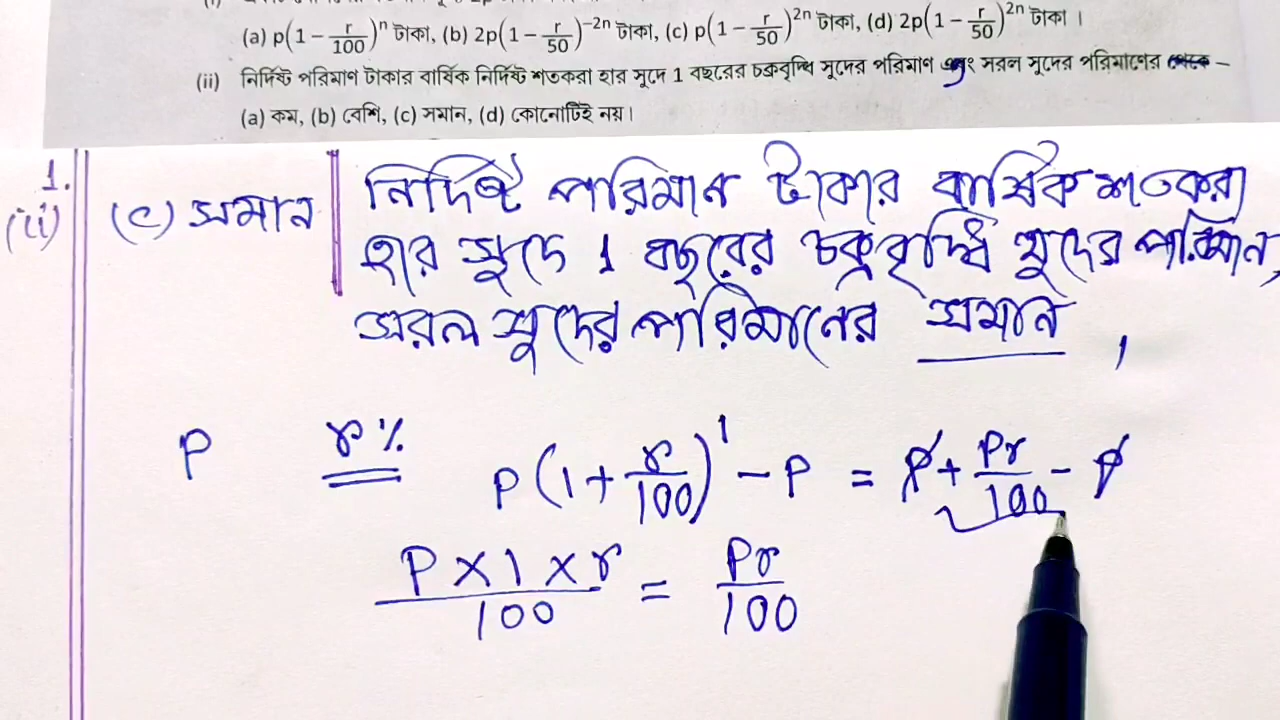 (a) p(1 − r/100)^n টাকা, (b) 2p(1 − r/50)^−2n টাকা, (c) p(1 − r/50)^2n টাকা, (d) 2p(1 − r/50)^2n টাকা।
(ii) নির্দিষ্ট পরিমাণ টাকার বার্ষিক নির্দিষ্ট শতকরা হার সুদে 1 বছরের চক্রবৃদ্ধি সুদের পরিমাণ এবং সরল সুদের পরিমাণের –
(a) কম, (b) বেশি, (c) সমান, (d) কোনোটিই নয়।
1.
(ii) (c) সমান
নির্দিষ্ট পরিমান টাকার বার্ষিক শতকরা
হার সুদে 1 বছরের চক্রবৃদ্ধি সুদের পরিমান,
সরল সুদের পরিমানের সমান,
P r% P(1 + r/100)^1 − P = P + Pr/100 − P
P × 1 × r/100 = Pr/100